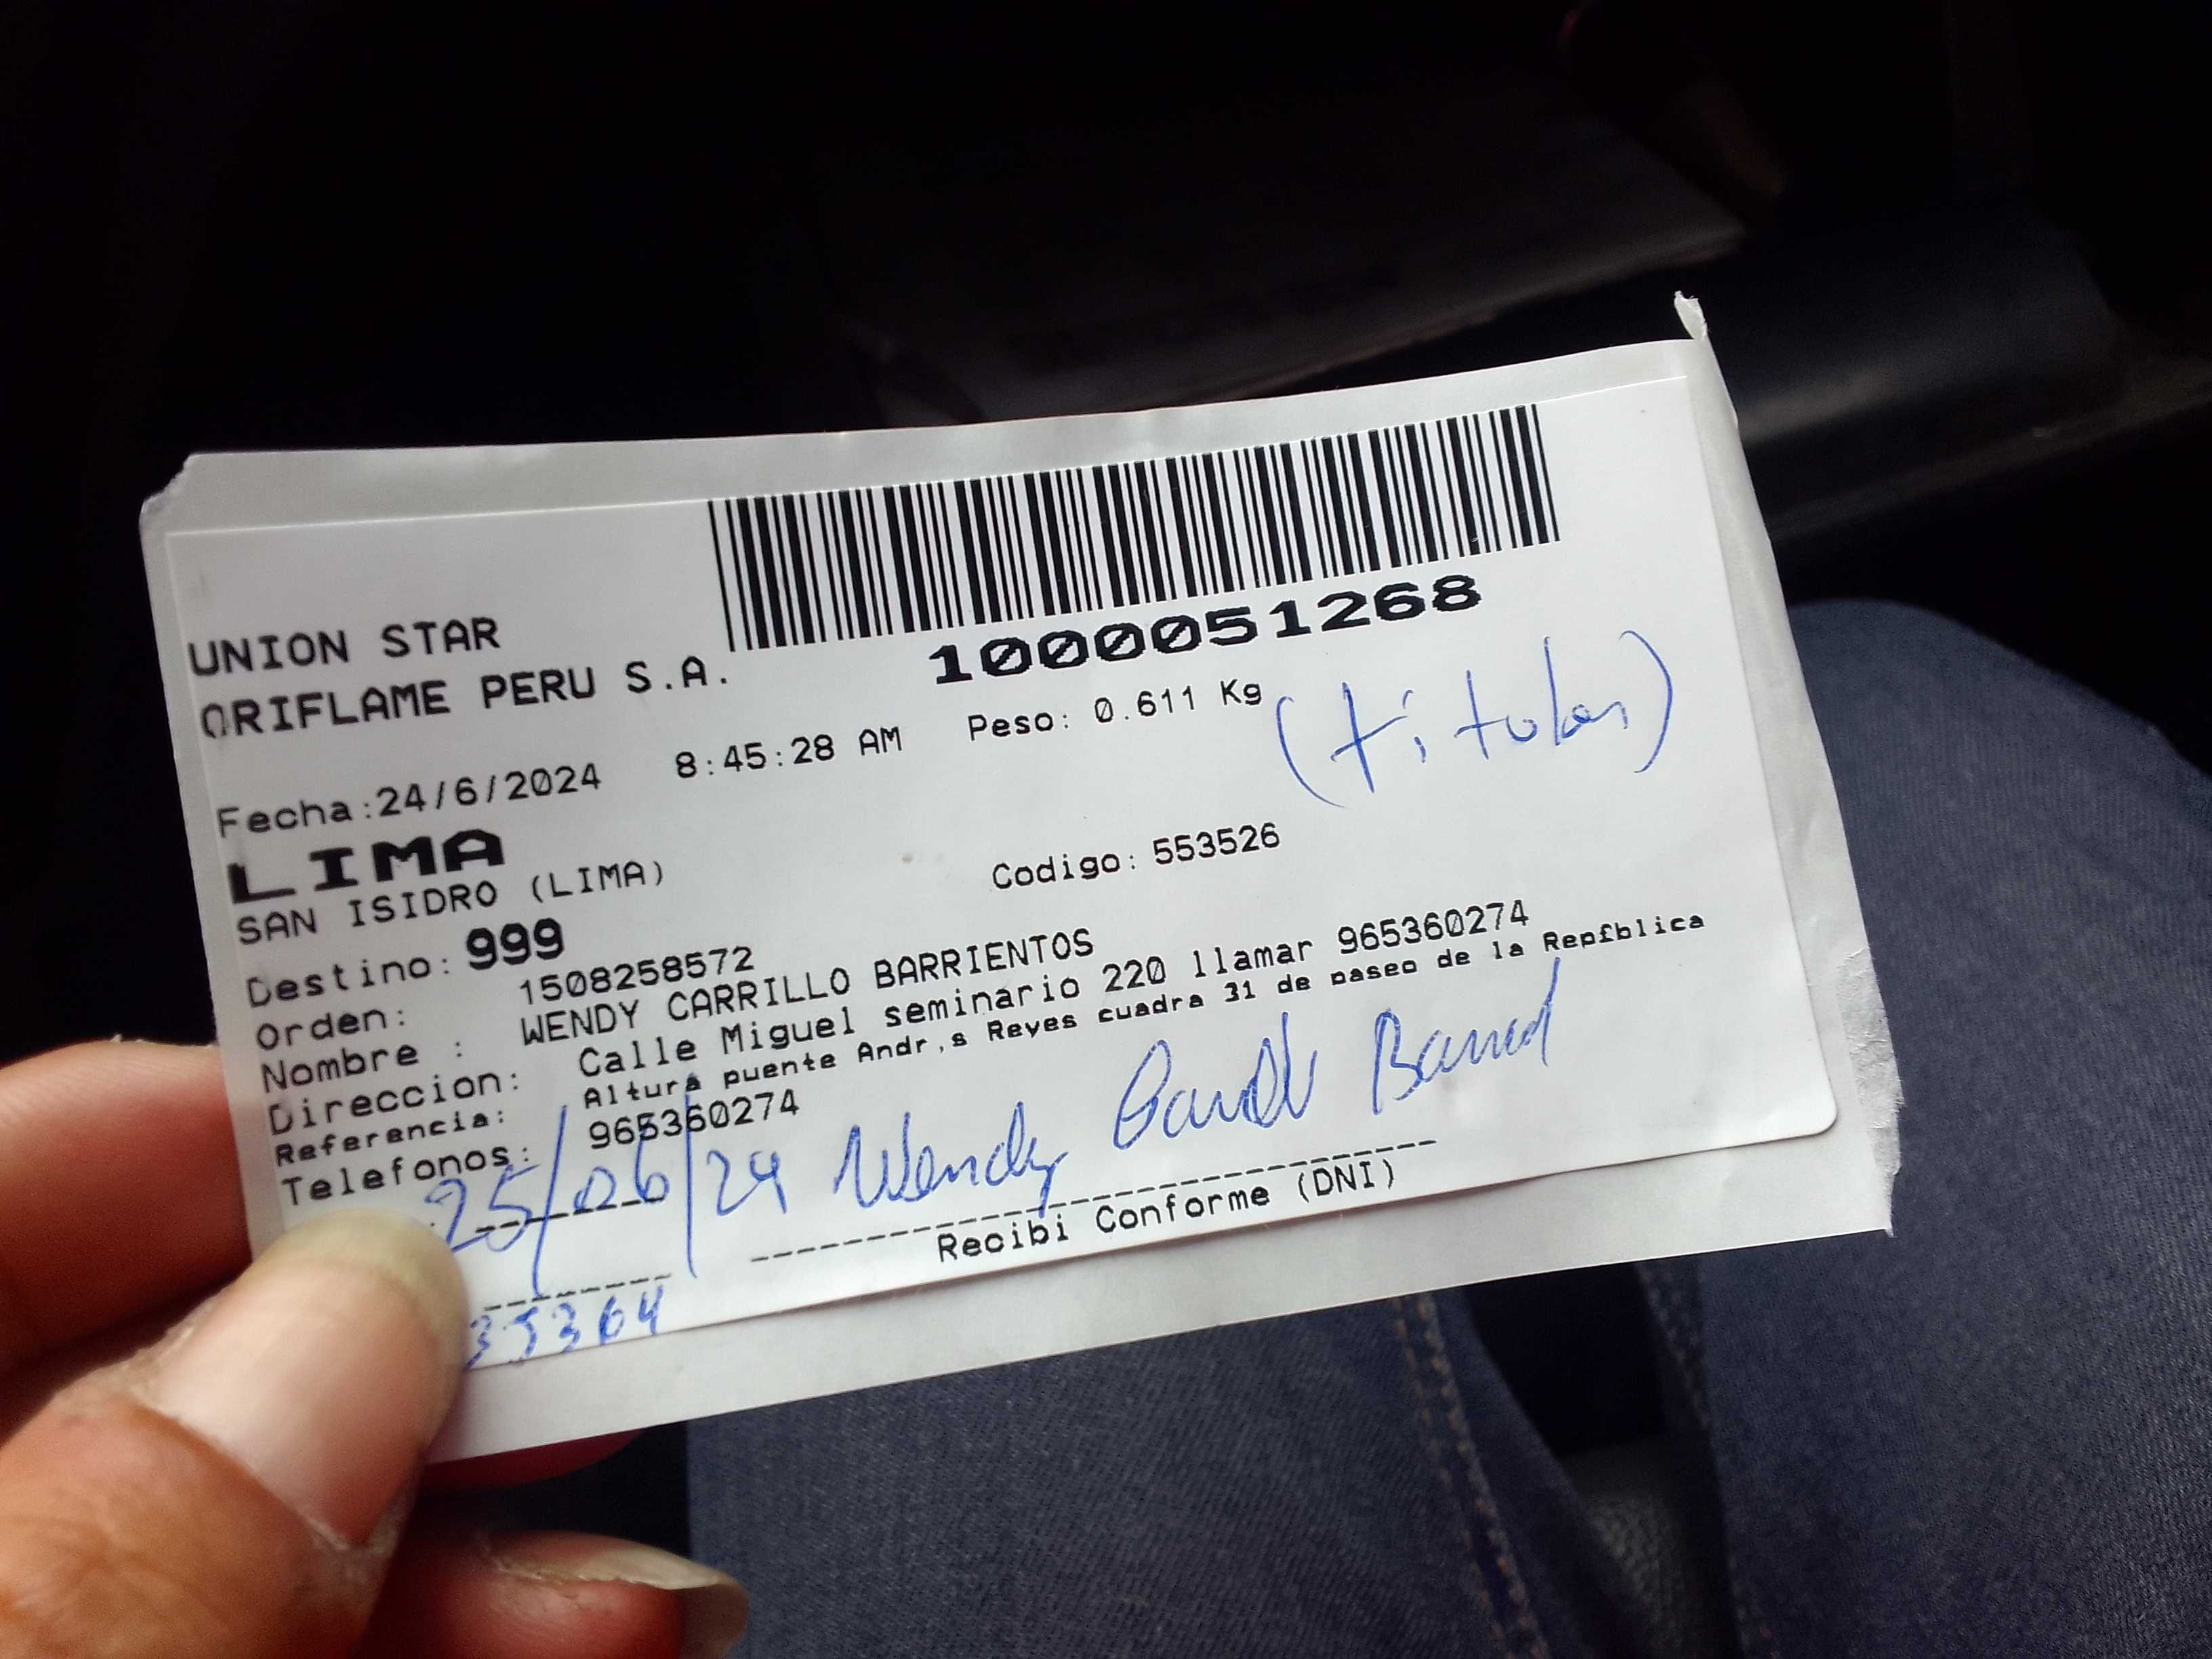 1000051268
UNION STAR
ORIFLAME PERU S.A.
Fecha:24/6/2024 8:45:28 AM Peso: 0.611 Kg
(titular)
LIMA
SAN ISIDRO (LIMA) Codigo: 553526
Destino: 999
Orden: 1508258572
Nombre : WENDY CARRILLO BARRIENTOS
Direccion: Calle Miguel seminario 220 llamar 965360274
Referencia: Altura puente Andr,s Reyes cuadra 31 de paseo de la Repfblica
Telefonos: 965360274
25/06/24 Wendy
Recibi Conforme (DNI)
35364